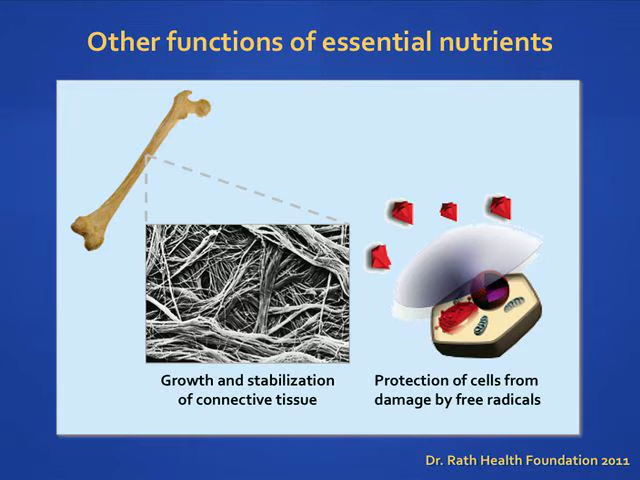 Other functions of essential nutrients
Growth and stabilization
of connective tissue
Protection of cells from
damage by free radicals
Dr. Rath Health Foundation 2011